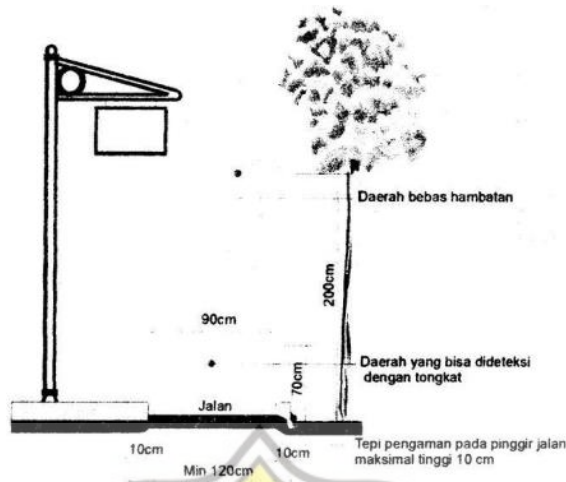 Daerah bebas hambatan
200cm
90cm
Daerah yang bisa dideteksi
dengan tongkat
70cm
Jalan
10cm
10cm
Min 120cm
Tepi pengaman pada pinggir jalan
maksimal tinggi 10 cm